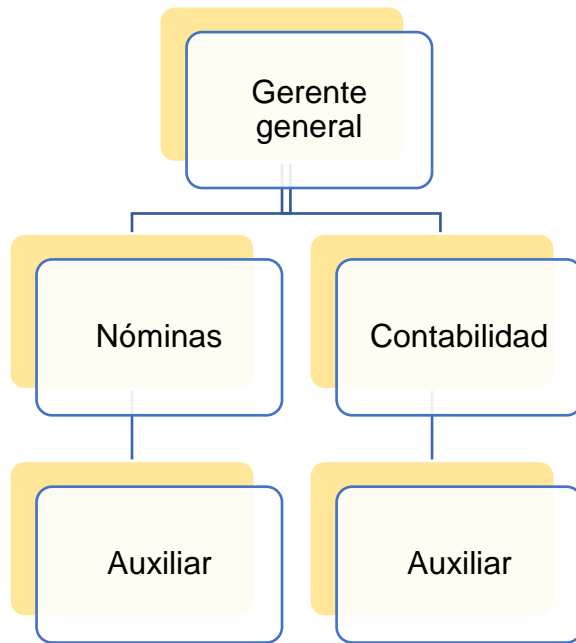 Gerente
general
Nóminas
Contabilidad
Auxiliar
Auxiliar